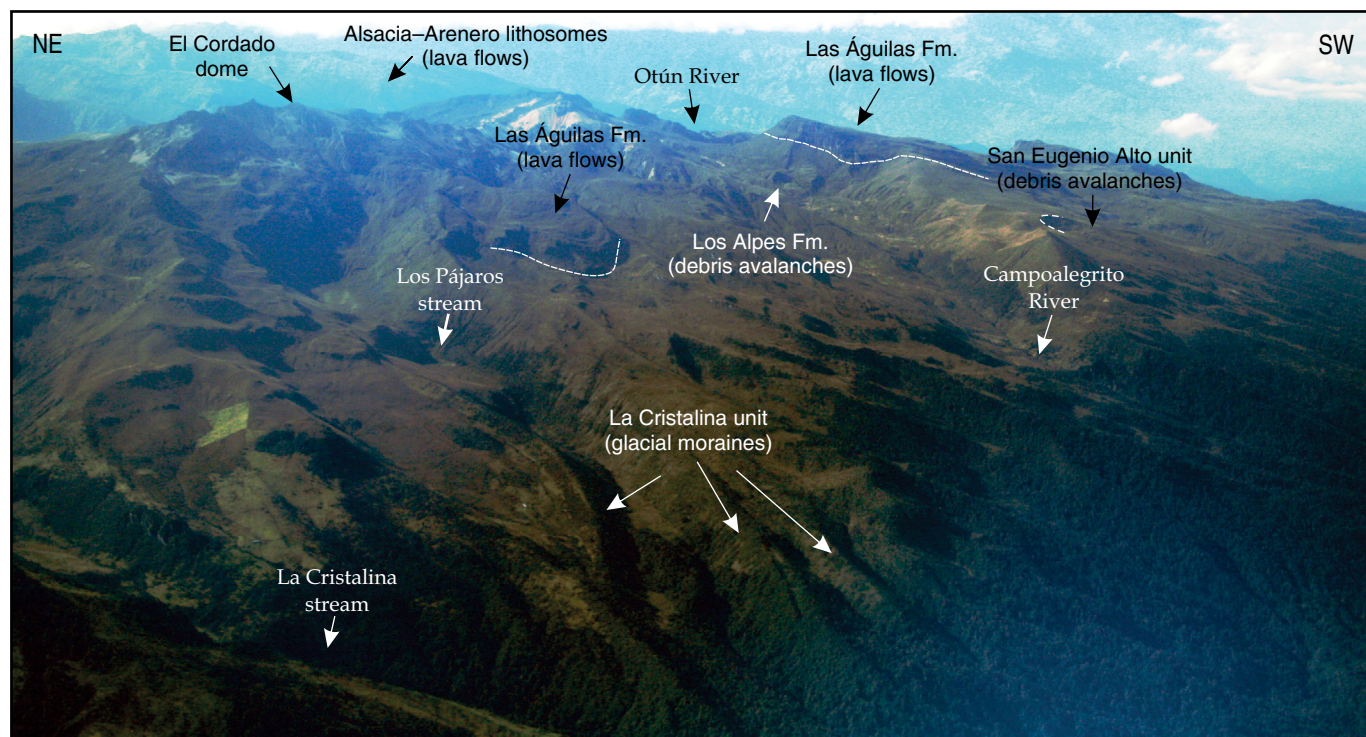 NE
SW
El Cordado
dome
Alsacia–Arenero lithosomes
(lava flows)
Otún River
Las Águilas Fm.
(lava flows)
Las Águilas Fm.
(lava flows)
San Eugenio Alto unit
(debris avalanches)
Los Alpes Fm.
(debris avalanches)
Los Pájaros
stream
Campoalegrito
River
La Cristalina unit
(glacial moraines)
La Cristalina
stream